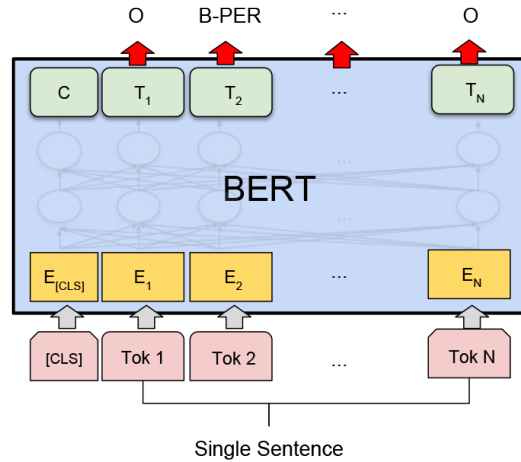 O B-PER ... O
C T1 T2 ... TN
...
BERT
...
E[CLS] E1 E2 ... EN
[CLS] Tok 1 Tok 2 ... Tok N
Single Sentence